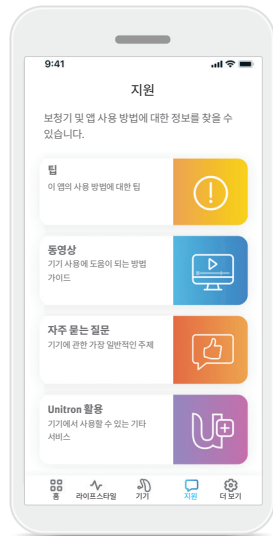 9:41
지원
보청기 및 앱 사용 방법에 대한 정보를 찾을 수
있습니다.
팁
이 앱의 사용 방법에 대한 팁
동영상
기기 사용에 도움이 되는 방법
가이드
자주 묻는 질문
기기에 관한 가장 일반적인 주제
Unitron 활용
기기에서 사용할 수 있는 기타
서비스
홈 라이프스타일 기기 지원 더 보기